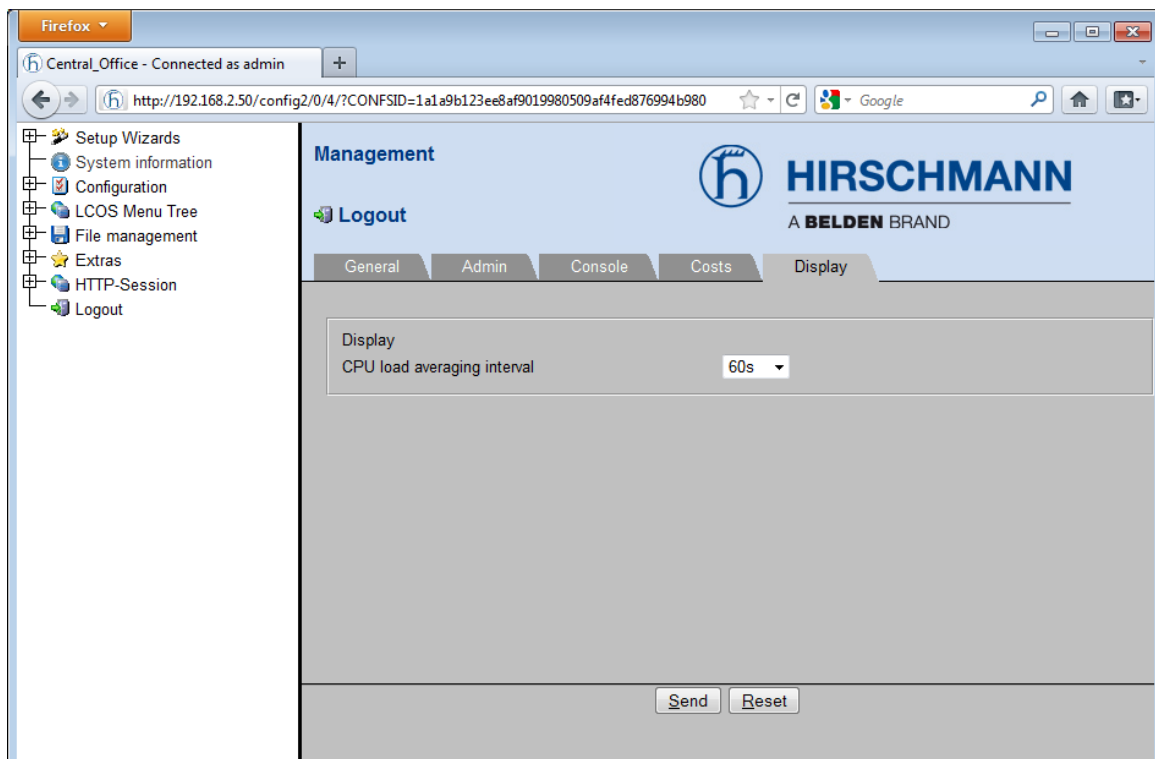 Firefox
Central_Office - Connected as admin
http://192.168.2.50/config2/0/4/?CONFSID=1a1a9b123ee8af9019980509af4fed876994b980
Google
Setup Wizards
System information
Configuration
LCOS Menu Tree
File management
Extras
HTTP-Session
Logout
Management
Logout
HIRSCHMANN
A BELDEN BRAND
General Admin Console Costs Display
Display
CPU load averaging interval 60s
Send Reset